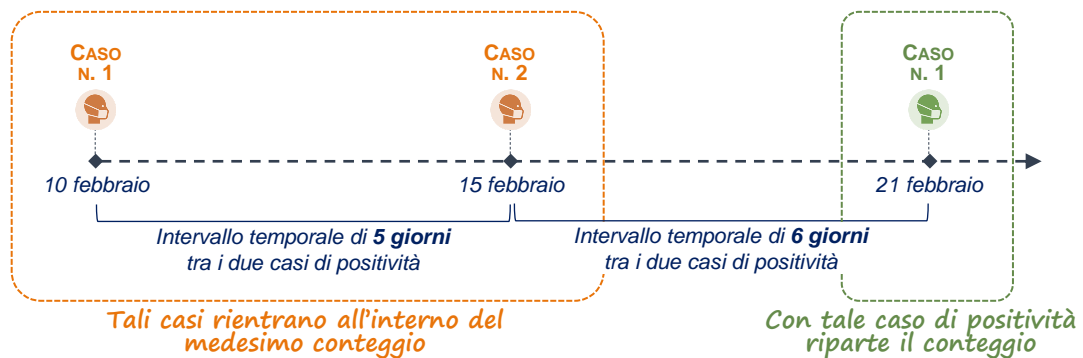 CASO
N. 1
CASO
N. 2
CASO
N. 1
10 febbraio
15 febbraio
21 febbraio
Intervallo temporale di 5 giorni
tra i due casi di positività
Intervallo temporale di 6 giorni
tra i due casi di positività
Tali casi rientrano all'interno del
medesimo conteggio
Con tale caso di positività
riparte il conteggio